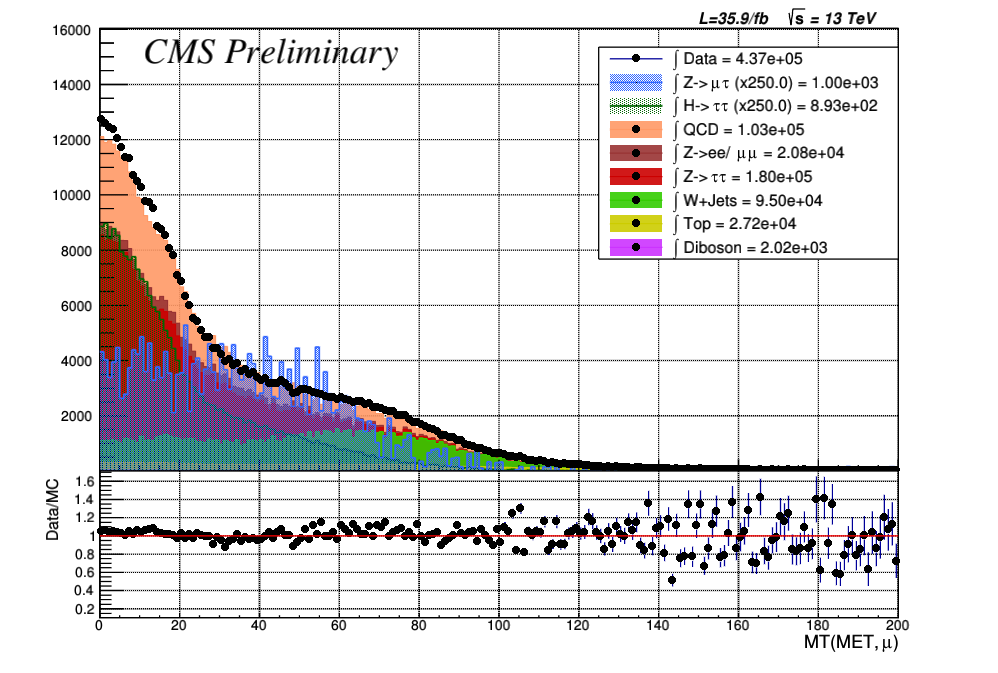 L=35.9/fb √s = 13 TeV
CMS Preliminary
16000
14000
12000
10000
8000
6000
4000
2000
∫ Data = 4.37e+05
∫ Z->μτ (x250.0) = 1.00e+03
∫ H->ττ (x250.0) = 8.93e+02
∫ QCD = 1.03e+05
∫ Z->ee/ μμ = 2.08e+04
∫ Z->ττ = 1.80e+05
∫ W+Jets = 9.50e+04
∫ Top = 2.72e+04
∫ Diboson = 2.02e+03
Data/MC
1.6
1.4
1.2
1
0.8
0.6
0.4
0.2
0 20 40 60 80 100 120 140 160 180 200
MT(MET, μ)